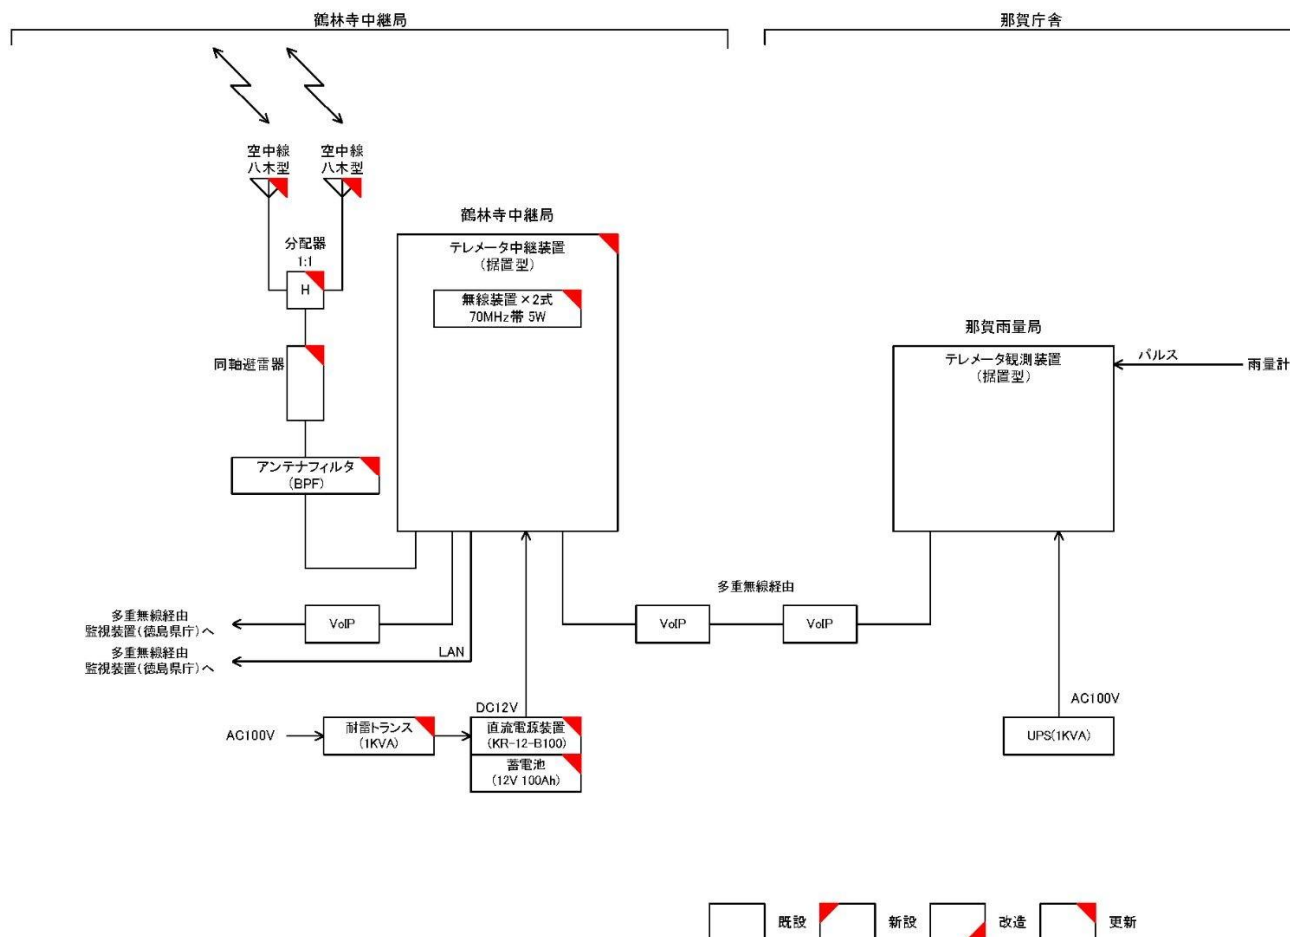 鶴林寺中継局
那賀庁舎
空中線
八木型
空中線
八木型
分配器
1:1
H
同軸避雷器
アンテナフィルタ
(BPF)
鶴林寺中継局
テレメータ中継装置
(据置型)
無線装置×2式
70MHz帯 5W
那賀雨量局
テレメータ観測装置
(据置型)
パルス
雨量計
多重無線経由
監視装置(徳島県庁)へ
VoIP
多重無線経由
監視装置(徳島県庁)へ
LAN
多重無線経由
VoIP
VoIP
DC12V
AC100V
耐雷トランス
(1KVA)
直流電源装置
(KR-12-B100)
蓄電池
(12V 100Ah)
AC100V
UPS(1KVA)
既設
新設
改造
更新